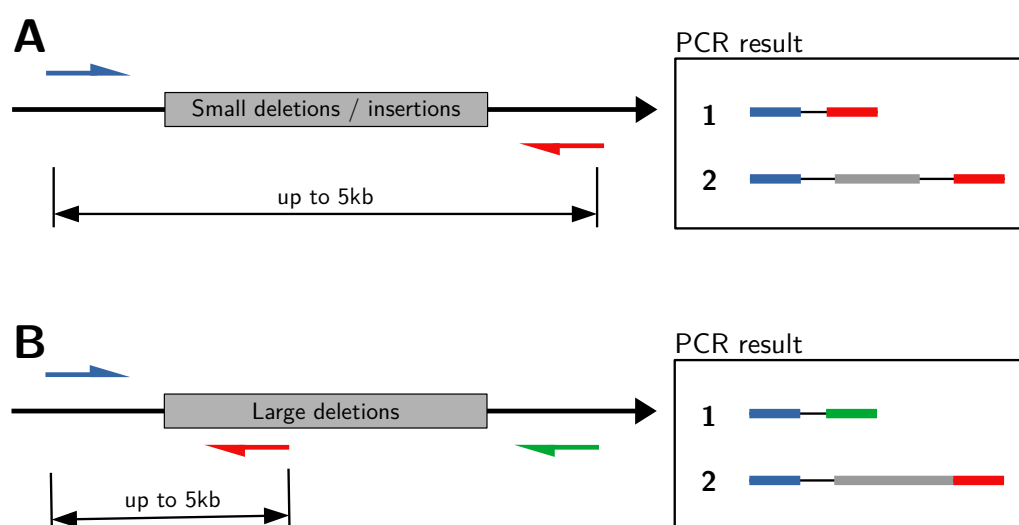 A
PCR result
Small deletions / insertions
1
2
up to 5kb
B
PCR result
Large deletions
1
2
up to 5kb